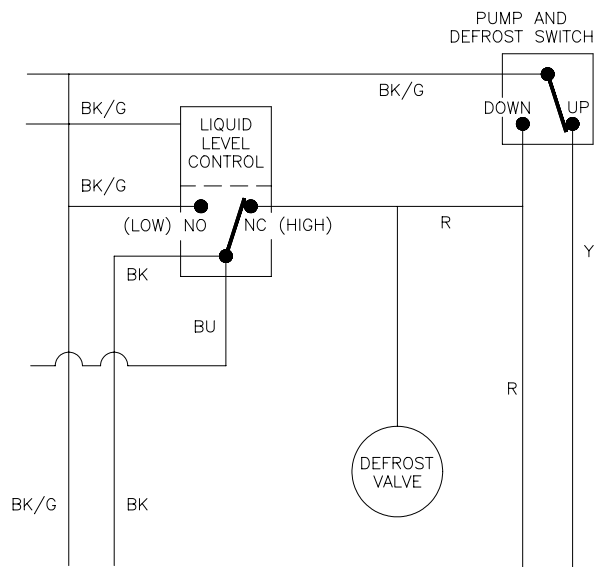 PUMP AND
DEFROST SWITCH
BK/G
DOWN UP
BK/G
LIQUID
LEVEL
CONTROL
BK/G
(LOW) NO NC (HIGH)
R
Y
BK
BU
R
DEFROST
VALVE
BK/G
BK